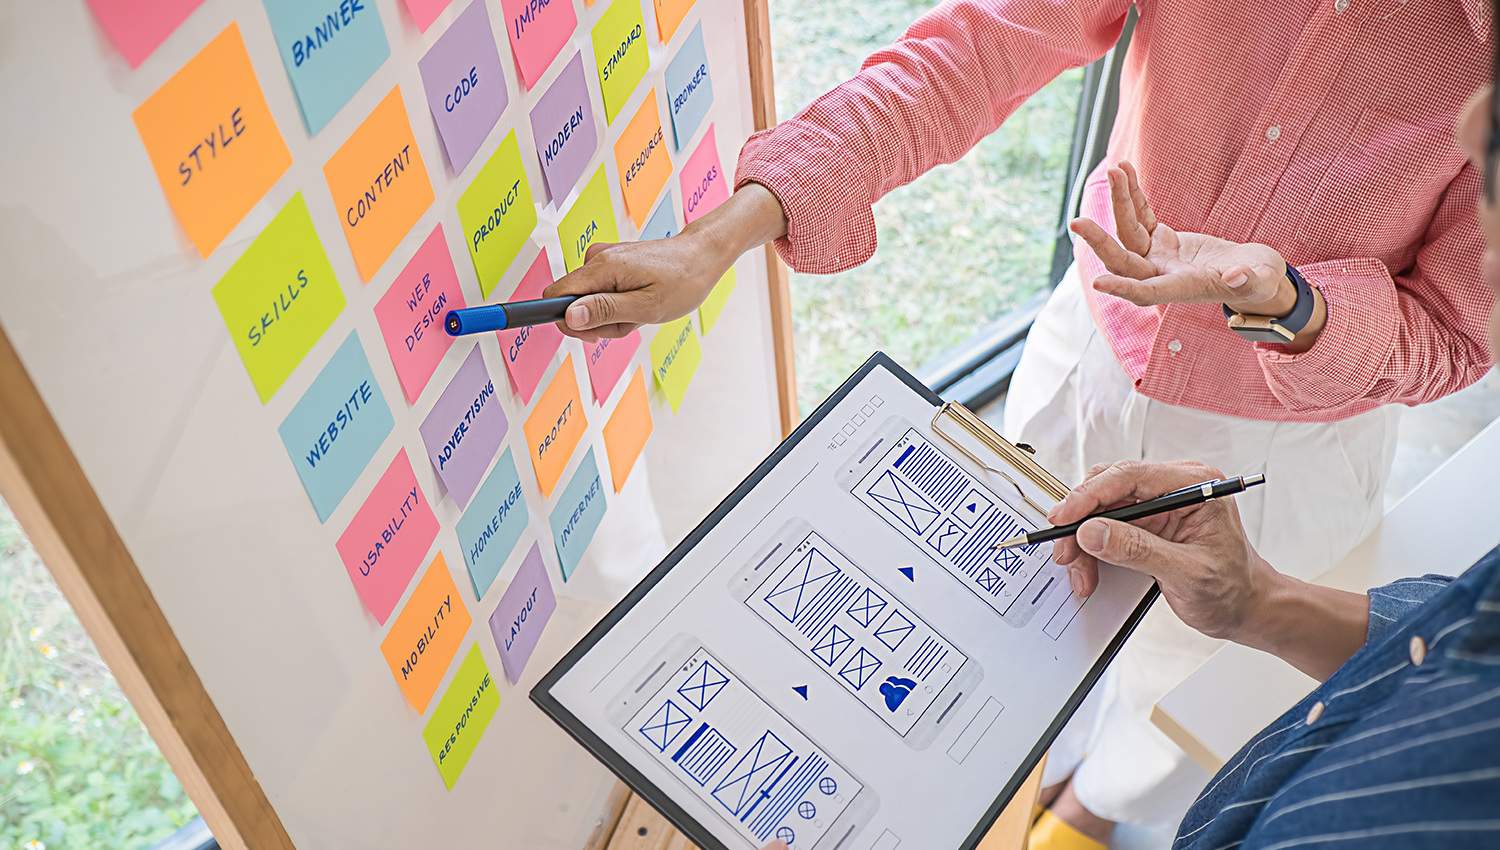 STYLE
BANNER
CONTENT
CODE
MODERN
STANDARD
BROWSER
SKILLS
PRODUCT
IDEA
RESOURCE
COLORS
WEB
DESIGN
WEBSITE
ADVERTISING
PROFIT
INTELLIGENT
USABILITY
HOMEPAGE
INTERNET
MOBILITY
LAYOUT
RESPONSIVE